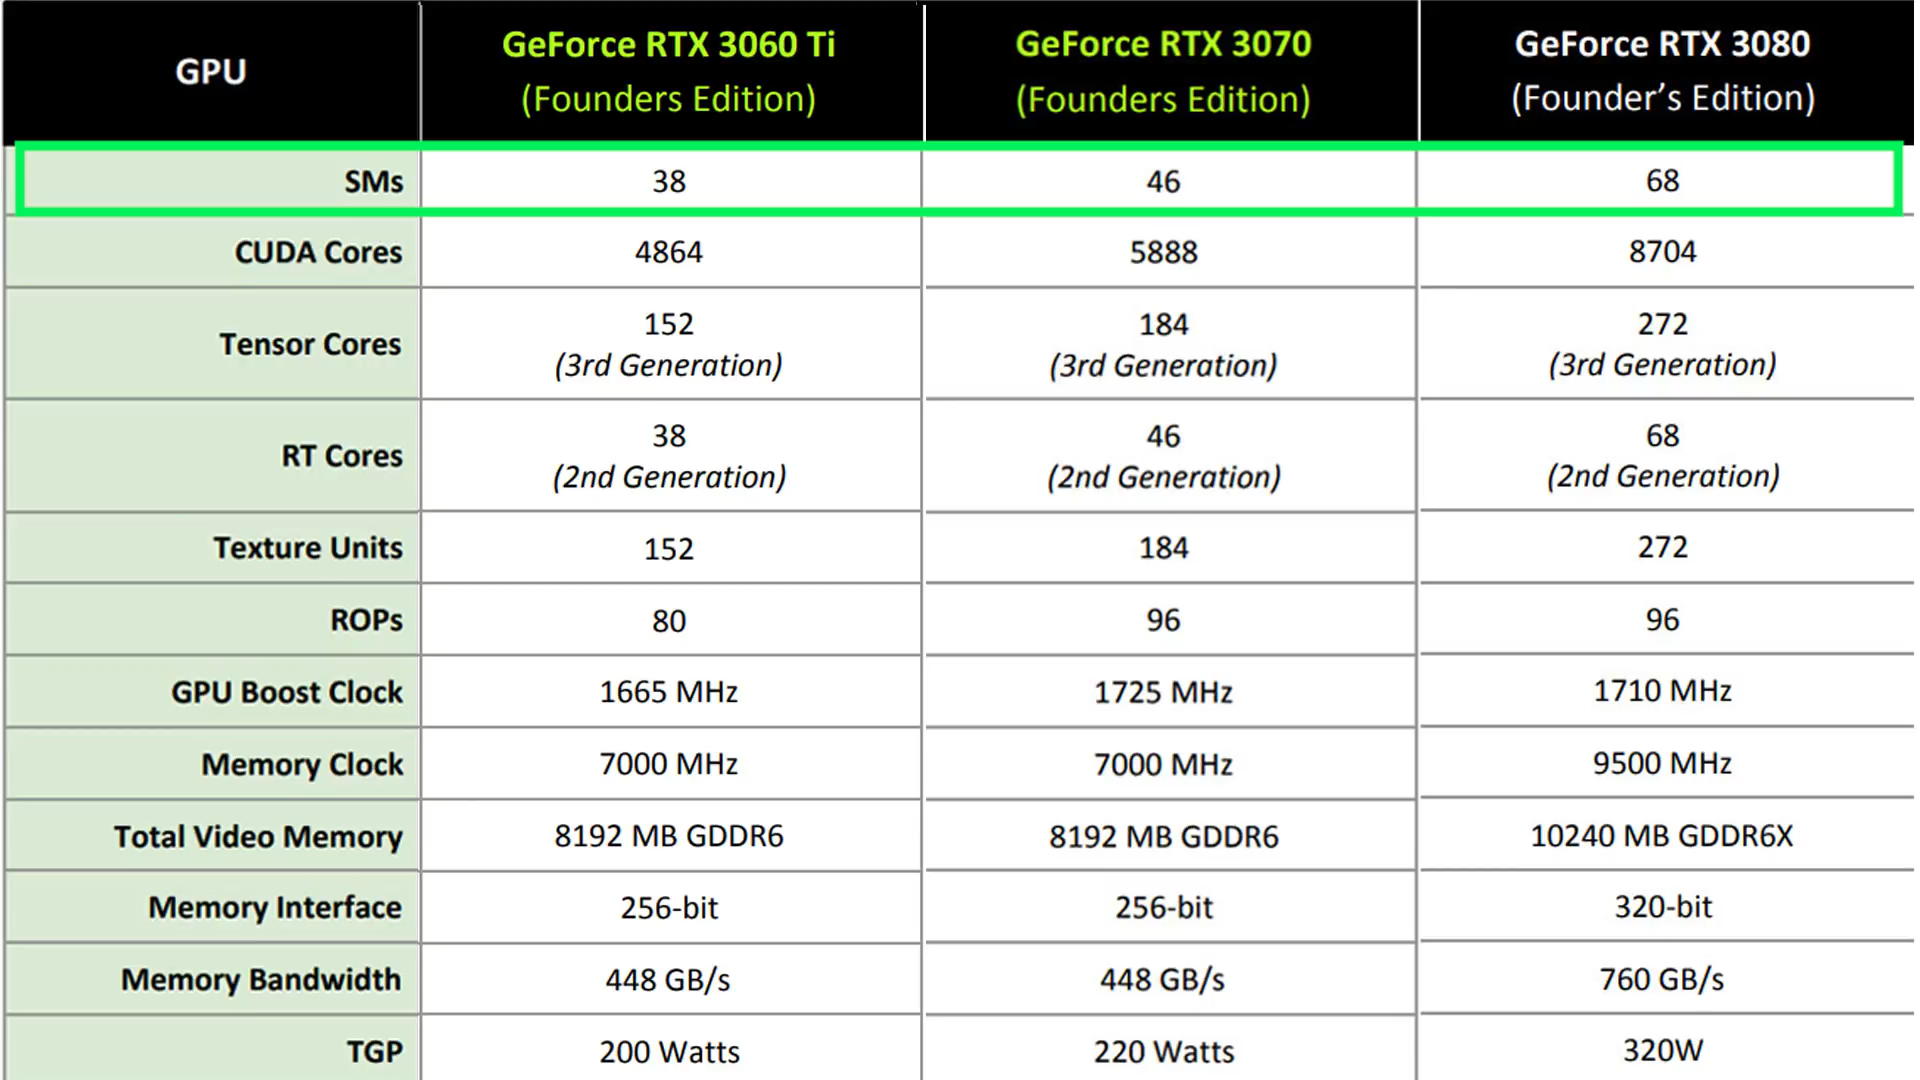 GPU
GeForce RTX 3060 Ti
(Founders Edition)
GeForce RTX 3070
(Founders Edition)
GeForce RTX 3080
(Founder’s Edition)
SMs 38 46 68
CUDA Cores 4864 5888 8704
Tensor Cores
152 184 272
(3rd Generation) (3rd Generation) (3rd Generation)
RT Cores
38 46 68
(2nd Generation) (2nd Generation) (2nd Generation)
Texture Units 152 184 272
ROPs 80 96 96
GPU Boost Clock 1665 MHz 1725 MHz 1710 MHz
Memory Clock 7000 MHz 7000 MHz 9500 MHz
Total Video Memory 8192 MB GDDR6 8192 MB GDDR6 10240 MB GDDR6X
Memory Interface 256-bit 256-bit 320-bit
Memory Bandwidth 448 GB/s 448 GB/s 760 GB/s
TGP 200 Watts 220 Watts 320W